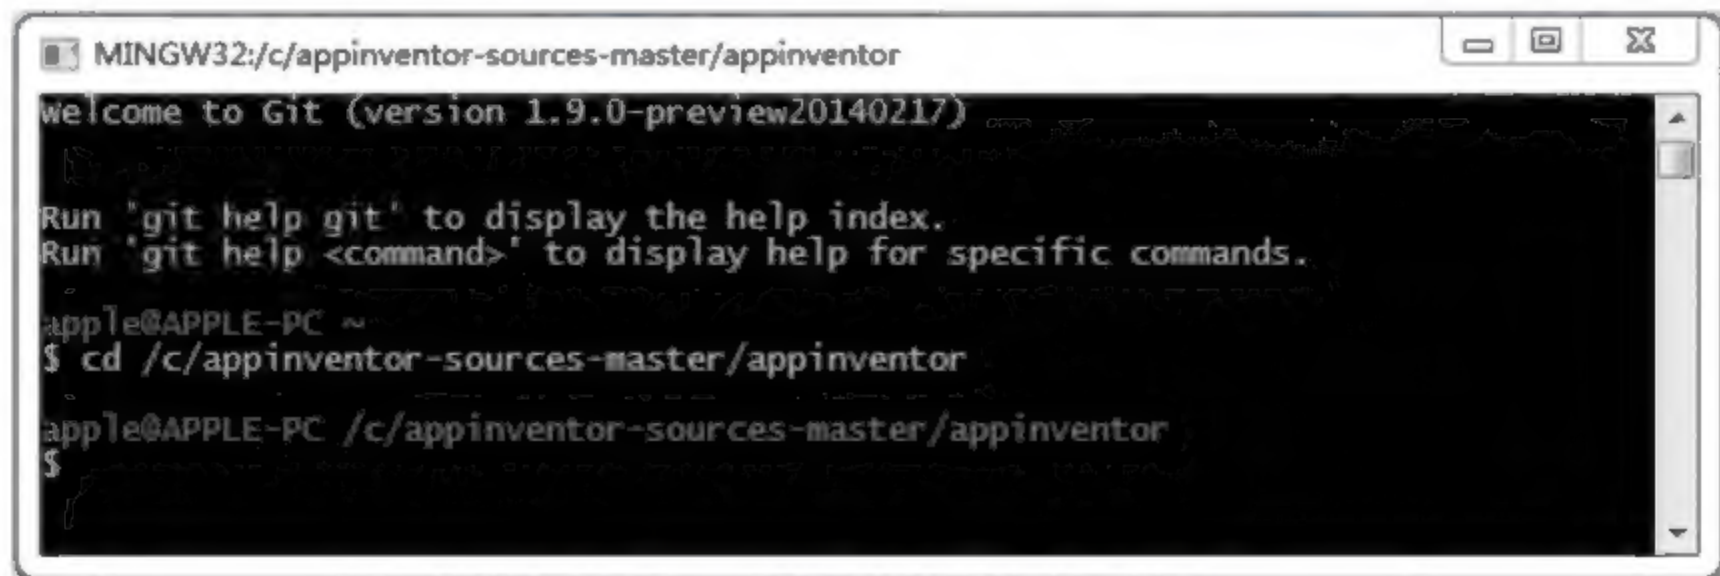 MINGW32:/c/appinventor-sources-master/appinventor
Welcome to Git (version 1.9.0-preview20140217)
Run 'git help git' to display the help index.
Run 'git help <command>' to display help for specific commands.
apple@APPLE-PC ~
$ cd /c/appinventor-sources-master/appinventor
apple@APPLE-PC /c/appinventor-sources-master/appinventor
$